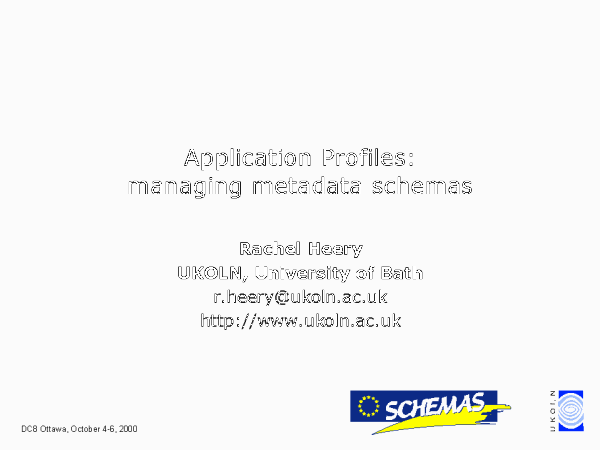 Application Profiles:
managing metadata schemas
Rachel Heery
UKOLN, University of Bath
r.heery@ukoln.ac.uk
http://www.ukoln.ac.uk
SCHEMAS
UKOLN
DC8 Ottawa, October 4-6, 2000